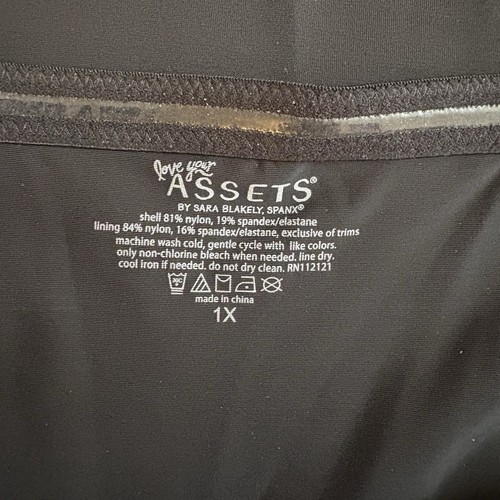 love your
ASSETS®
BY SARA BLAKELY, SPANX®
shell 81% nylon, 19% spandex/elastane
lining 84% nylon, 16% spandex/elastane, exclusive of trims
machine wash cold, gentle cycle with like colors.
only non-chlorine bleach when needed. line dry.
cool iron if needed. do not dry clean. RN112121
made in china
1X